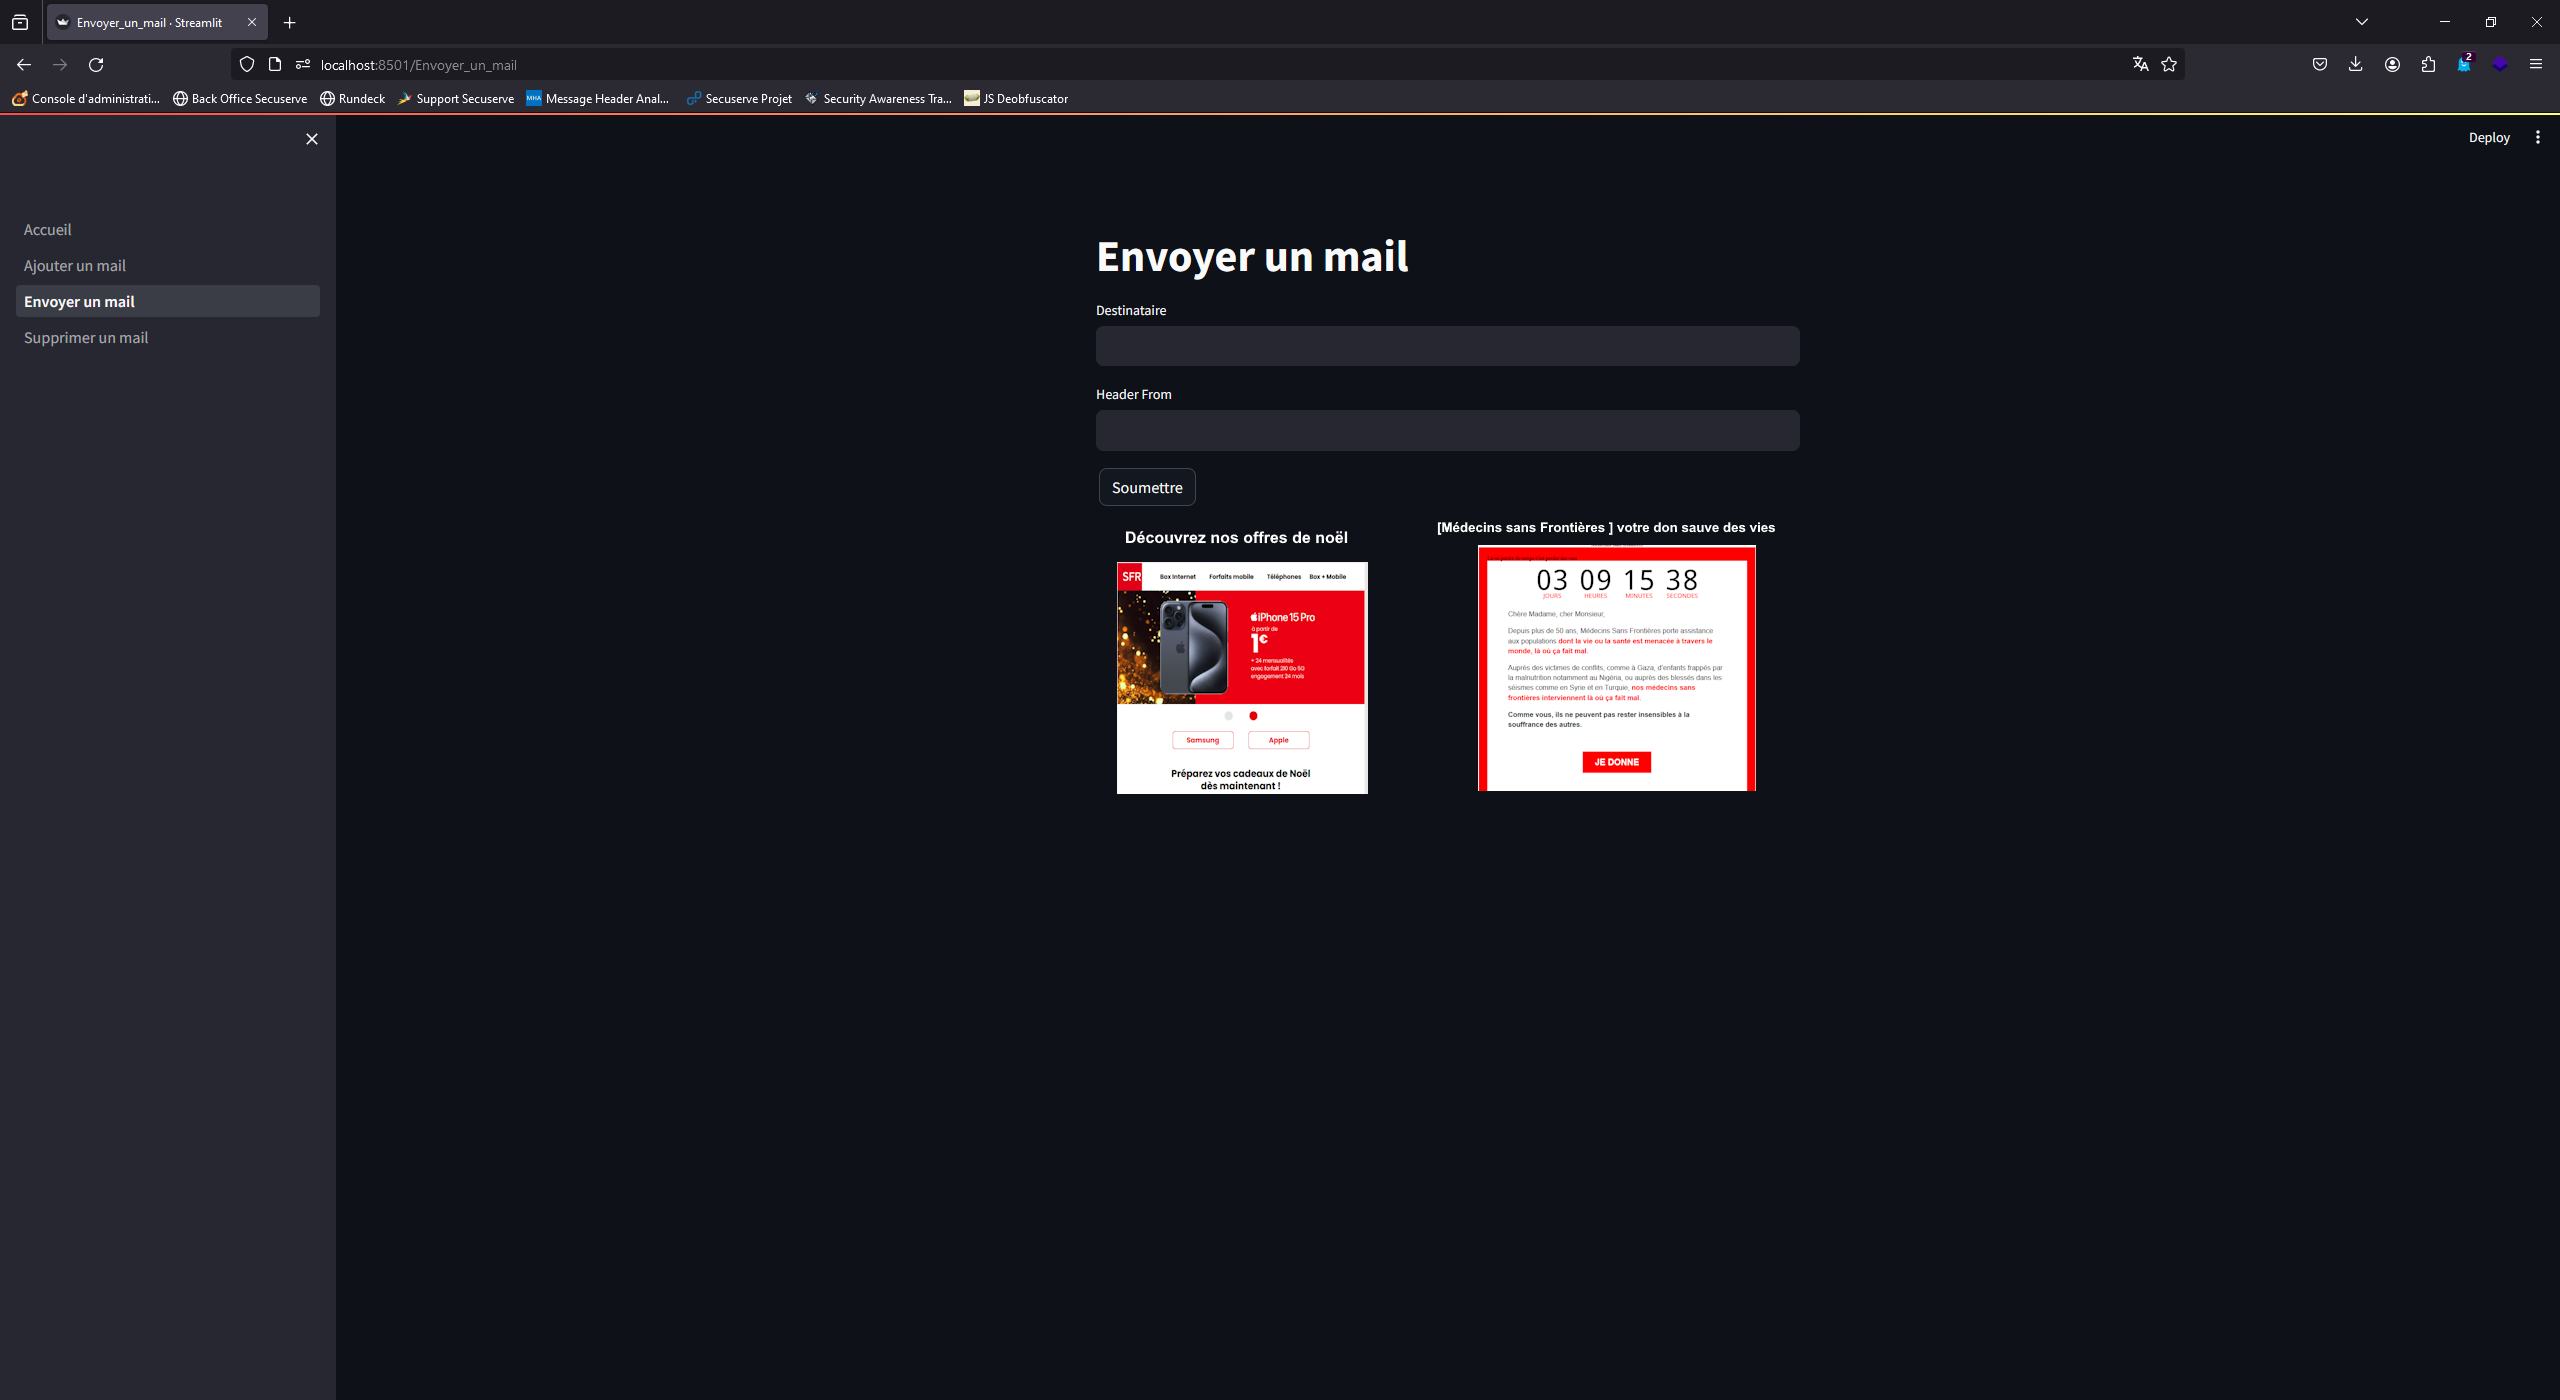 Envoyer_un_mail · Streamlit
localhost:8501/Envoyer_un_mail
2
Console d'administrati...
Back Office Secuserve
Rundeck
Support Secuserve
MHA
Message Header Anal...
Secuserve Projet
Security Awareness Tra...
JS Deobfuscator
Deploy
Accueil
Ajouter un mail
Envoyer un mail
Supprimer un mail
Envoyer un mail
Destinataire
Header From
Soumettre
Découvrez nos offres de noël
SFR
Box Internet
Forfaits mobile
Téléphones
Box + Mobile
iPhone 15 Pro
à partir de
1€
+ 24 mensualités
avec forfait 210 Go 5G
engagement 24 mois
Samsung
Apple
Préparez vos cadeaux de Noël
dès maintenant !
[Médecins sans Frontières ] votre don sauve des vies
03 09 15 38
JOURS HEURES MINUTES SECONDES
Chère Madame, cher Monsieur,
Depuis plus de 50 ans, Médecins Sans Frontières porte assistance
aux populations dont la vie ou la santé est menacée à travers le
monde, là où ça fait mal.
Auprès des victimes de conflits, comme à Gaza, d'enfants frappés par
la malnutrition notamment au Nigéria, ou auprès des blessés dans les
séismes comme en Syrie et en Turquie, nos médecins sans
frontières interviennent là où ça fait mal.
Comme vous, ils ne peuvent pas rester insensibles à la
souffrance des autres.
JE DONNE